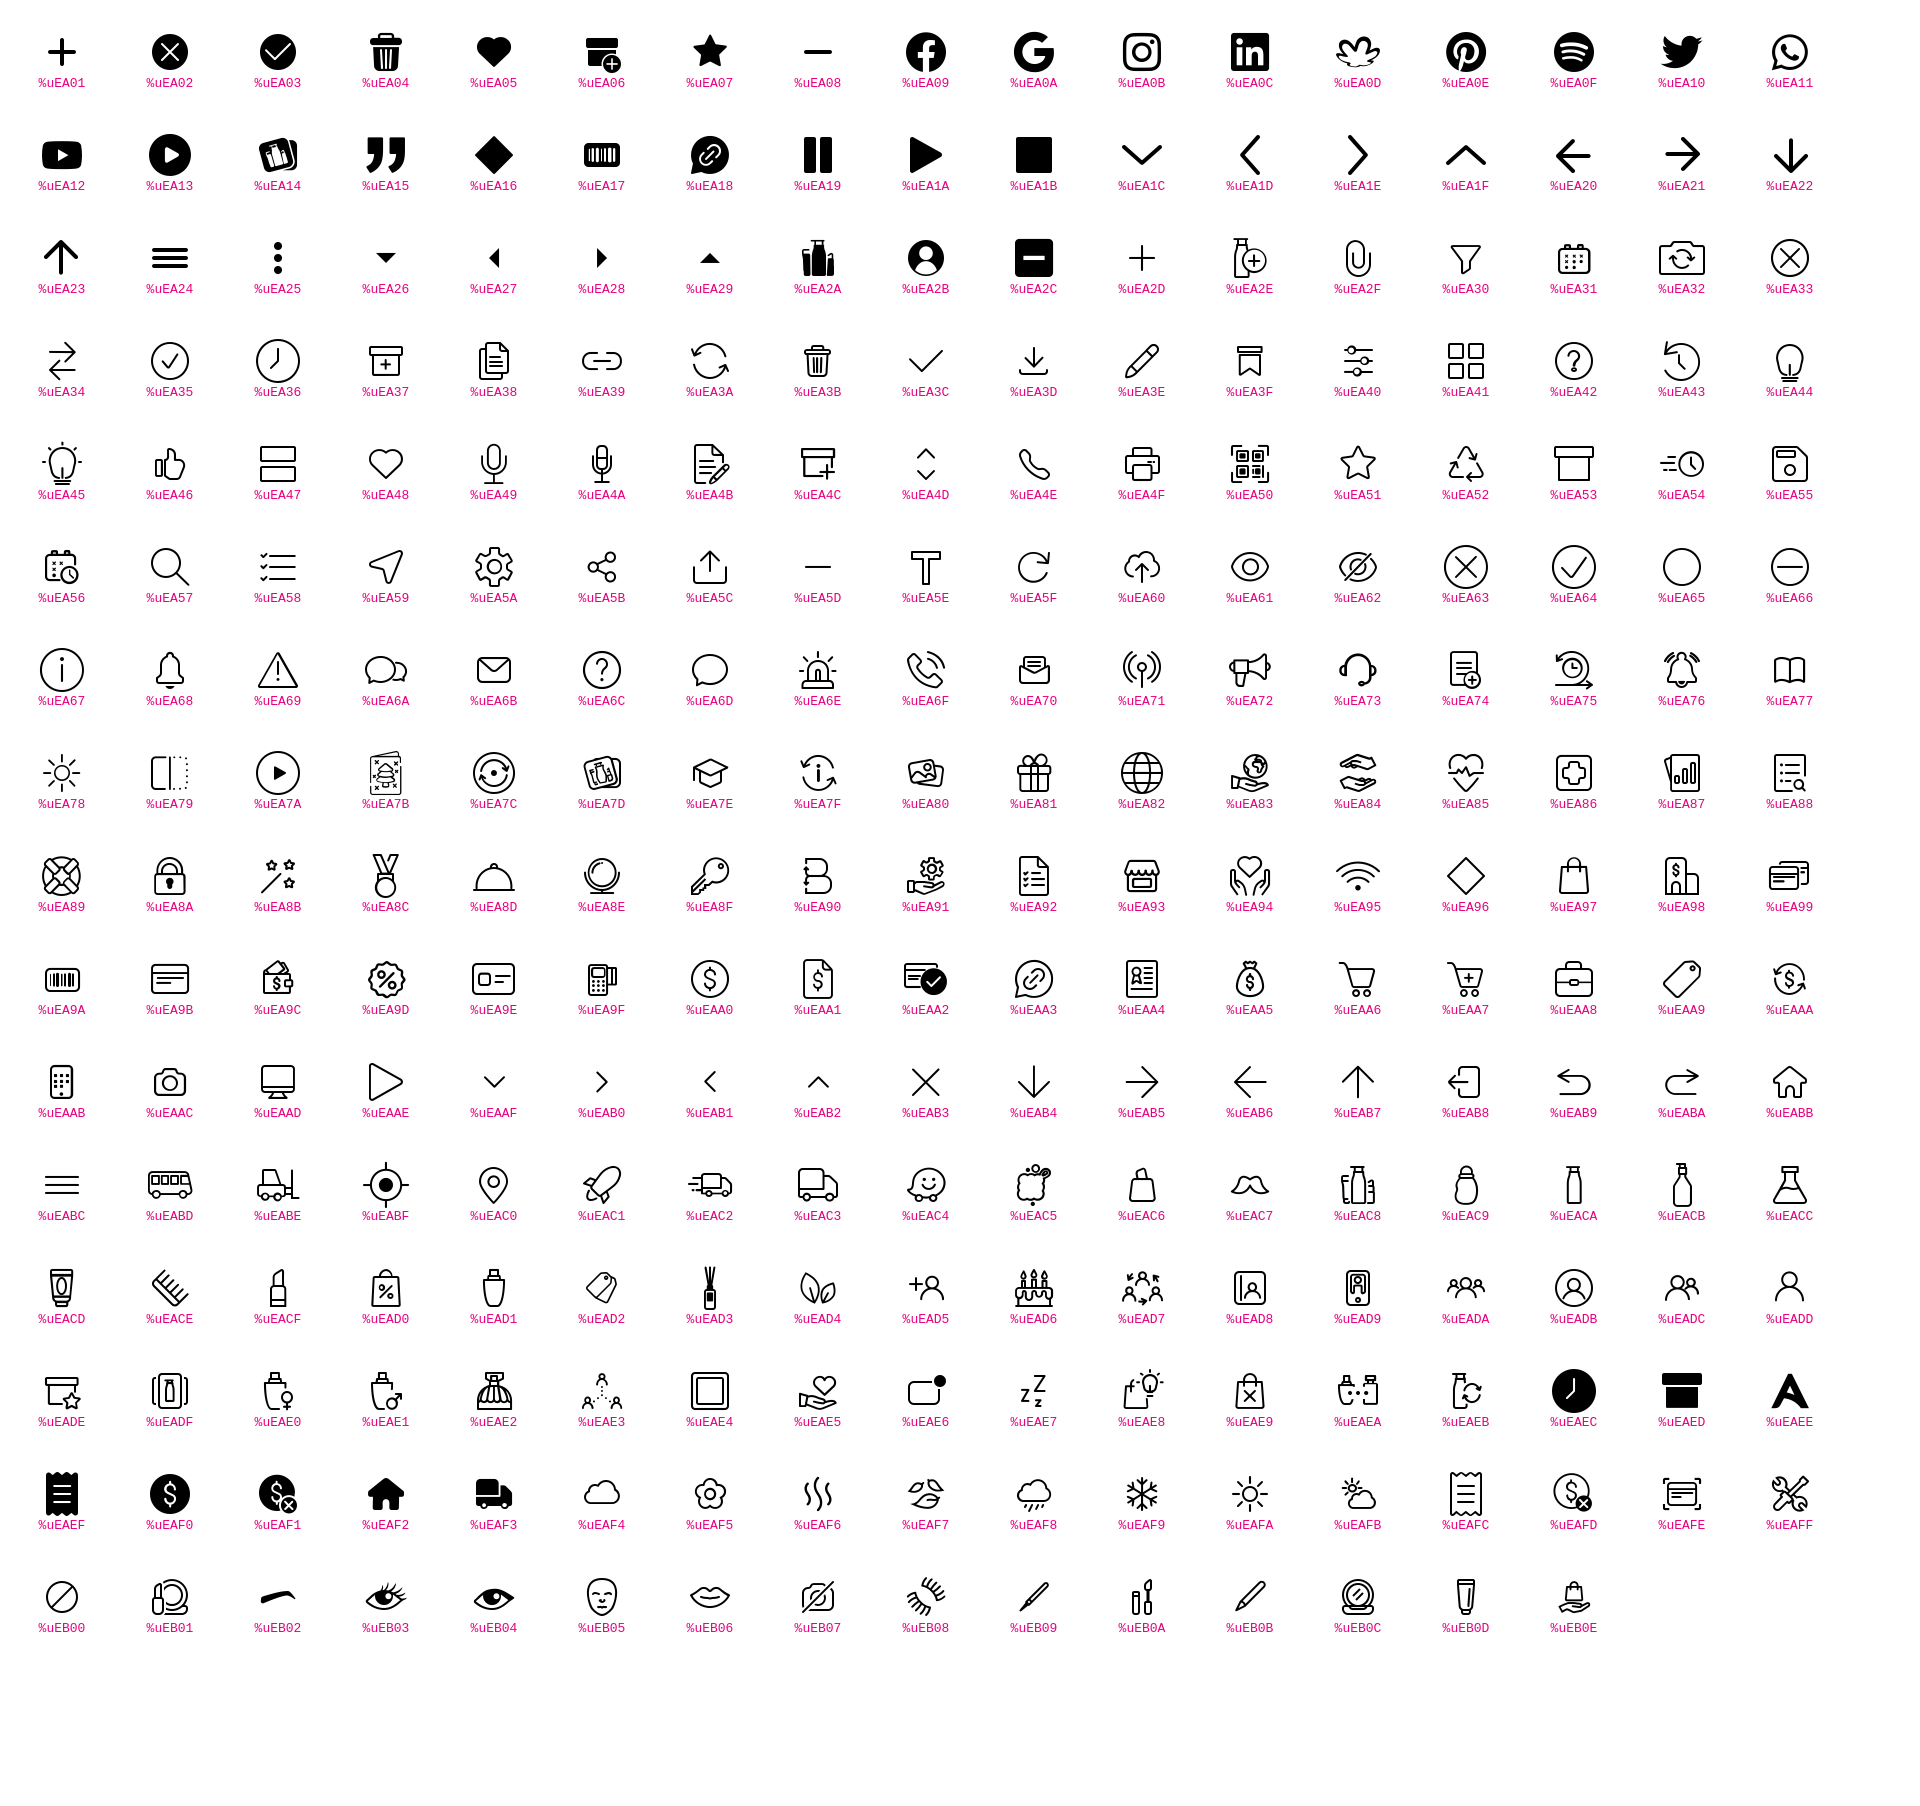 %uEA01 %uEA02 %uEA03 %uEA04 %uEA05 %uEA06 %uEA07 %uEA08 %uEA09 %uEA0A %uEA0B %uEA0C %uEA0D %uEA0E %uEA0F %uEA10 %uEA11
%uEA12 %uEA13 %uEA14 %uEA15 %uEA16 %uEA17 %uEA18 %uEA19 %uEA1A %uEA1B %uEA1C %uEA1D %uEA1E %uEA1F %uEA20 %uEA21 %uEA22
%uEA23 %uEA24 %uEA25 %uEA26 %uEA27 %uEA28 %uEA29 %uEA2A %uEA2B %uEA2C %uEA2D %uEA2E %uEA2F %uEA30 %uEA31 %uEA32 %uEA33
%uEA34 %uEA35 %uEA36 %uEA37 %uEA38 %uEA39 %uEA3A %uEA3B %uEA3C %uEA3D %uEA3E %uEA3F %uEA40 %uEA41 %uEA42 %uEA43 %uEA44
%uEA45 %uEA46 %uEA47 %uEA48 %uEA49 %uEA4A %uEA4B %uEA4C %uEA4D %uEA4E %uEA4F %uEA50 %uEA51 %uEA52 %uEA53 %uEA54 %uEA55
%uEA56 %uEA57 %uEA58 %uEA59 %uEA5A %uEA5B %uEA5C %uEA5D %uEA5E %uEA5F %uEA60 %uEA61 %uEA62 %uEA63 %uEA64 %uEA65 %uEA66
%uEA67 %uEA68 %uEA69 %uEA6A %uEA6B %uEA6C %uEA6D %uEA6E %uEA6F %uEA70 %uEA71 %uEA72 %uEA73 %uEA74 %uEA75 %uEA76 %uEA77
%uEA78 %uEA79 %uEA7A %uEA7B %uEA7C %uEA7D %uEA7E %uEA7F %uEA80 %uEA81 %uEA82 %uEA83 %uEA84 %uEA85 %uEA86 %uEA87 %uEA88
%uEA89 %uEA8A %uEA8B %uEA8C %uEA8D %uEA8E %uEA8F %uEA90 %uEA91 %uEA92 %uEA93 %uEA94 %uEA95 %uEA96 %uEA97 %uEA98 %uEA99
%uEA9A %uEA9B %uEA9C %uEA9D %uEA9E %uEA9F %uEAA0 %uEAA1 %uEAA2 %uEAA3 %uEAA4 %uEAA5 %uEAA6 %uEAA7 %uEAA8 %uEAA9 %uEAAA
%uEAAB %uEAAC %uEAAD %uEAAE %uEAAF %uEAB0 %uEAB1 %uEAB2 %uEAB3 %uEAB4 %uEAB5 %uEAB6 %uEAB7 %uEAB8 %uEAB9 %uEABA %uEABB
%uEABC %uEABD %uEABE %uEABF %uEAC0 %uEAC1 %uEAC2 %uEAC3 %uEAC4 %uEAC5 %uEAC6 %uEAC7 %uEAC8 %uEAC9 %uEACA %uEACB %uEACC
%uEACD %uEACE %uEACF %uEAD0 %uEAD1 %uEAD2 %uEAD3 %uEAD4 %uEAD5 %uEAD6 %uEAD7 %uEAD8 %uEAD9 %uEADA %uEADB %uEADC %uEADD
%uEADE %uEADF %uEAE0 %uEAE1 %uEAE2 %uEAE3 %uEAE4 %uEAE5 %uEAE6 %uEAE7 %uEAE8 %uEAE9 %uEAEA %uEAEB %uEAEC %uEAED %uEAEE
%uEAEF %uEAF0 %uEAF1 %uEAF2 %uEAF3 %uEAF4 %uEAF5 %uEAF6 %uEAF7 %uEAF8 %uEAF9 %uEAFA %uEAFB %uEAFC %uEAFD %uEAFE %uEAFF
%uEB00 %uEB01 %uEB02 %uEB03 %uEB04 %uEB05 %uEB06 %uEB07 %uEB08 %uEB09 %uEB0A %uEB0B %uEB0C %uEB0D %uEB0E